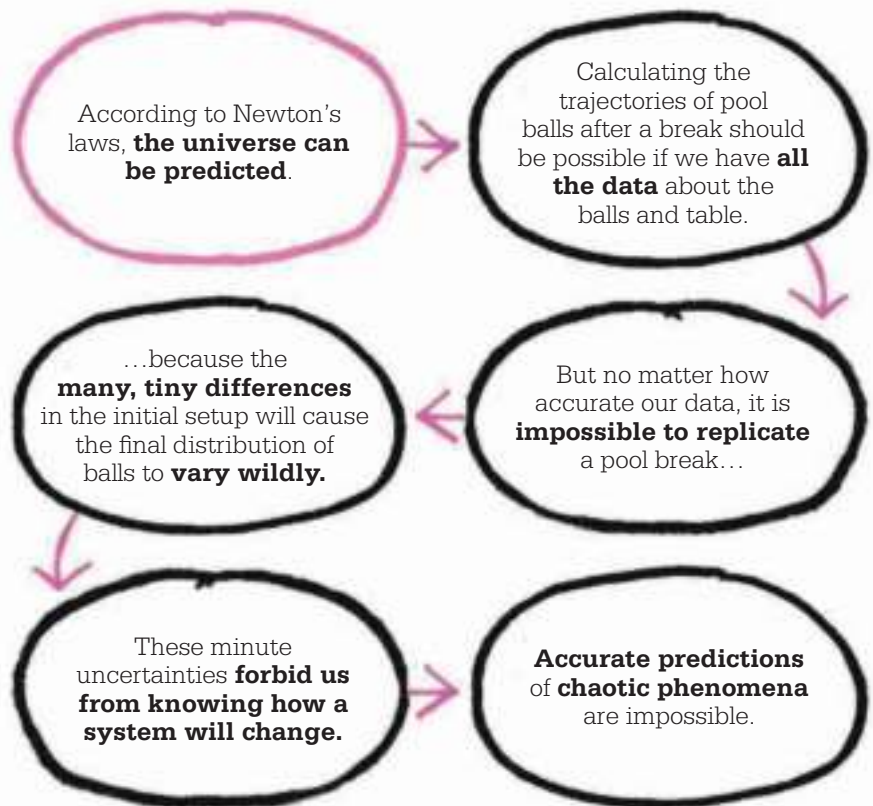 According to Newton’s
laws, the universe can
be predicted.
Calculating the
trajectories of pool
balls after a break should
be possible if we have all
the data about the
balls and table.
But no matter how
accurate our data, it is
impossible to replicate
a pool break…
…because the
many, tiny differences
in the initial setup will cause
the final distribution of
balls to vary wildly.
These minute
uncertainties forbid us
from knowing how a
system will change.
Accurate predictions
of chaotic phenomena
are impossible.